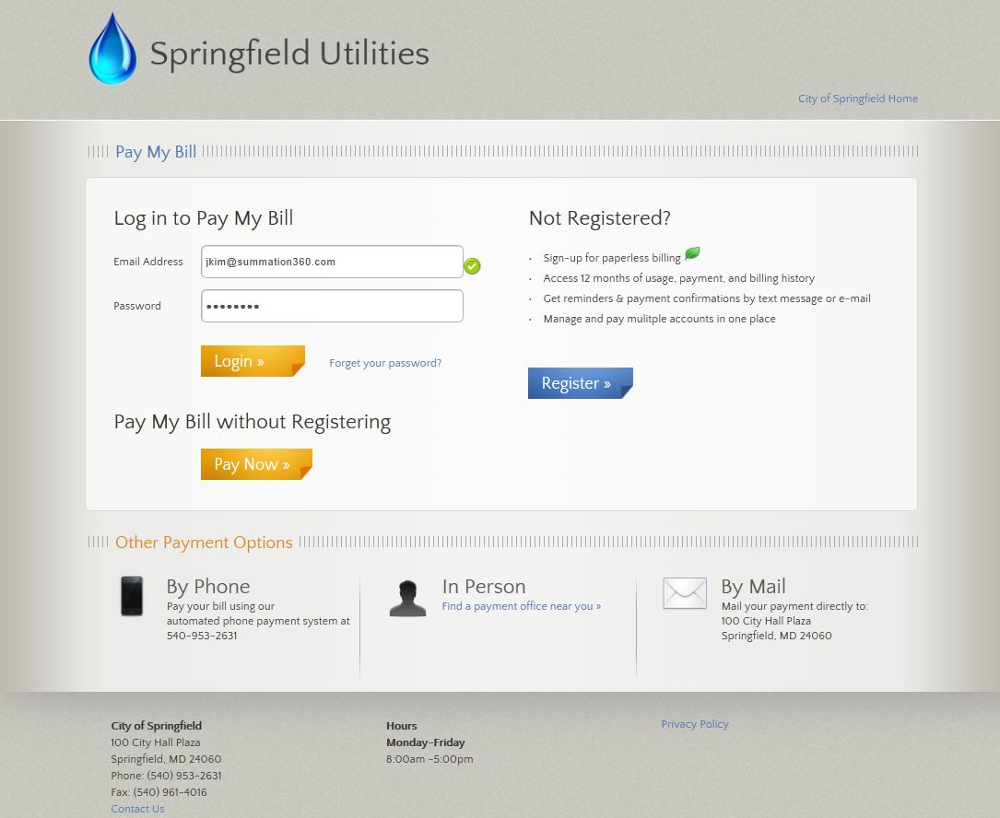 Springfield Utilities
City of Springfield Home
Pay My Bill
Log in to Pay My Bill
Email Address
jkim@summation360.com
Password
••••••••
Login »
Forget your password?
Pay My Bill without Registering
Pay Now »
Not Registered?
· Sign-up for paperless billing
· Access 12 months of usage, payment, and billing history
· Get reminders & payment confirmations by text message or e-mail
· Manage and pay mulitple accounts in one place
Register »
Other Payment Options
By Phone
Pay your bill using our
automated phone payment system at
540-953-2631
In Person
Find a payment office near you »
By Mail
Mail your payment directly to:
100 City Hall Plaza
Springfield, MD 24060
City of Springfield
100 City Hall Plaza
Springfield, MD 24060
Phone: (540) 953-2631
Fax: (540) 961-4016
Contact Us
Hours
Monday-Friday
8:00am -5:00pm
Privacy Policy